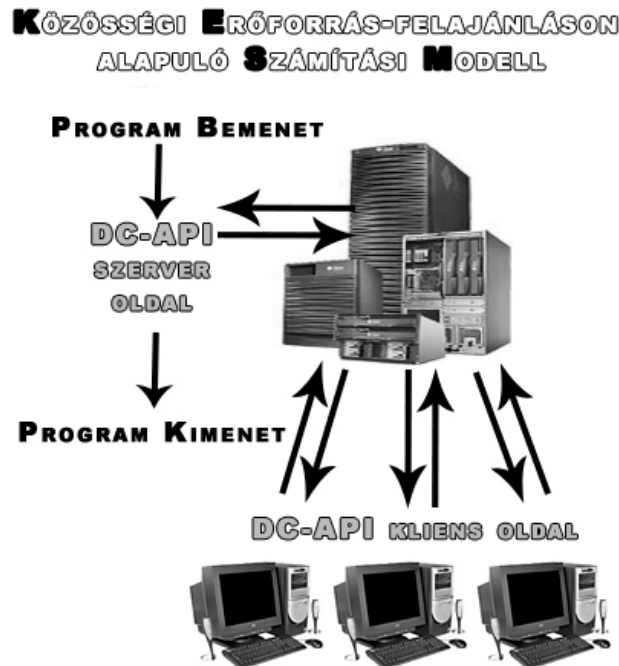 KÖZÖSSÉGI ERŐFORRÁS-FELAJÁNLÁSON
ALAPULÓ SZÁMÍTÁSI MODELL
PROGRAM BEMENET
DC-API
SZERVER
OLDAL
PROGRAM KIMENET
DC-API KLIENS OLDAL